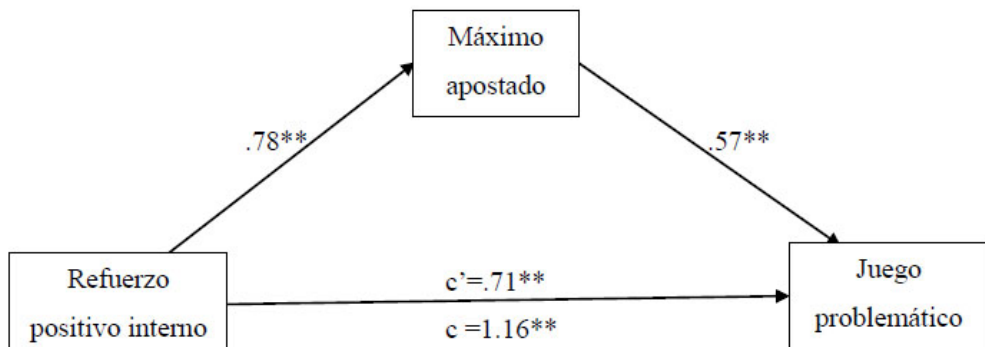 Máximo
apostado
.78**
.57**
Refuerzo
positivo interno
c’=.71**
c =1.16**
Juego
problemático